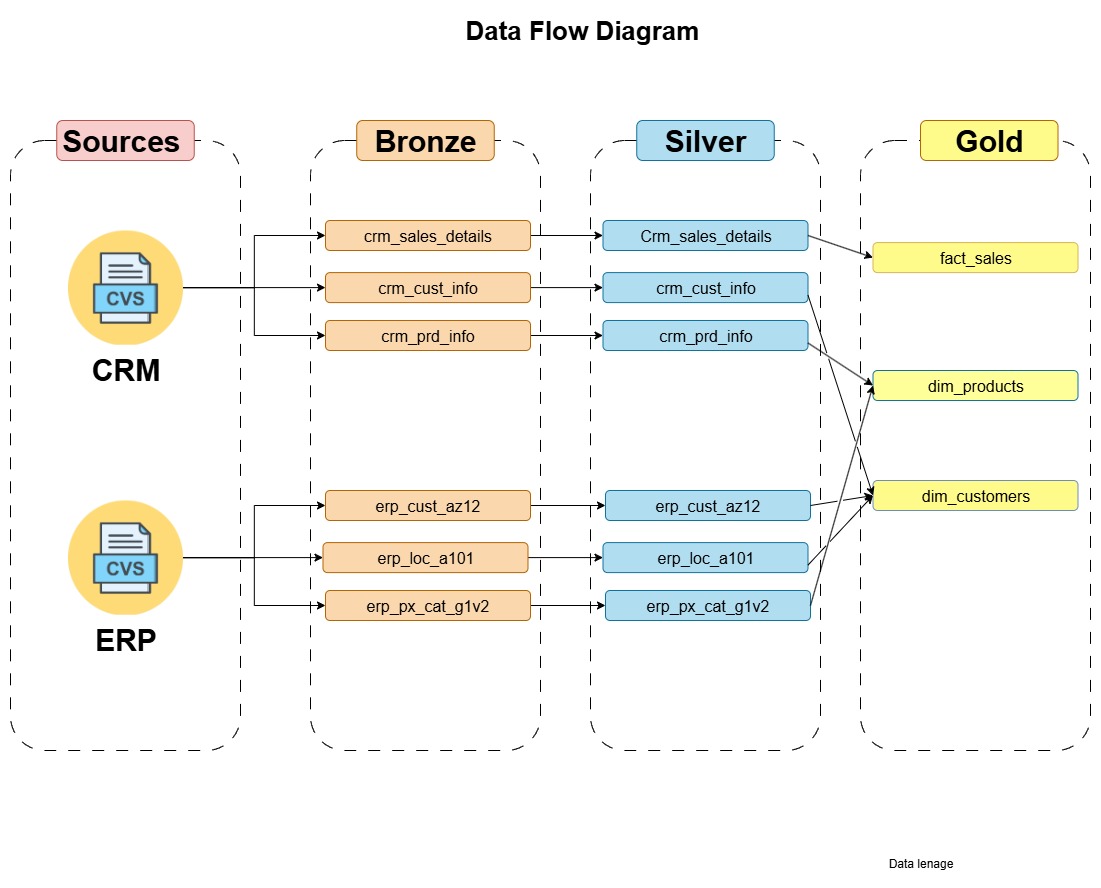 Data Flow Diagram
Sources
Bronze
Silver
Gold
CVS
CRM
CVS
ERP
crm_sales_details
crm_cust_info
crm_prd_info
erp_cust_az12
erp_loc_a101
erp_px_cat_g1v2
Crm_sales_details
crm_cust_info
crm_prd_info
erp_cust_az12
erp_loc_a101
erp_px_cat_g1v2
fact_sales
dim_products
dim_customers
Data lenage